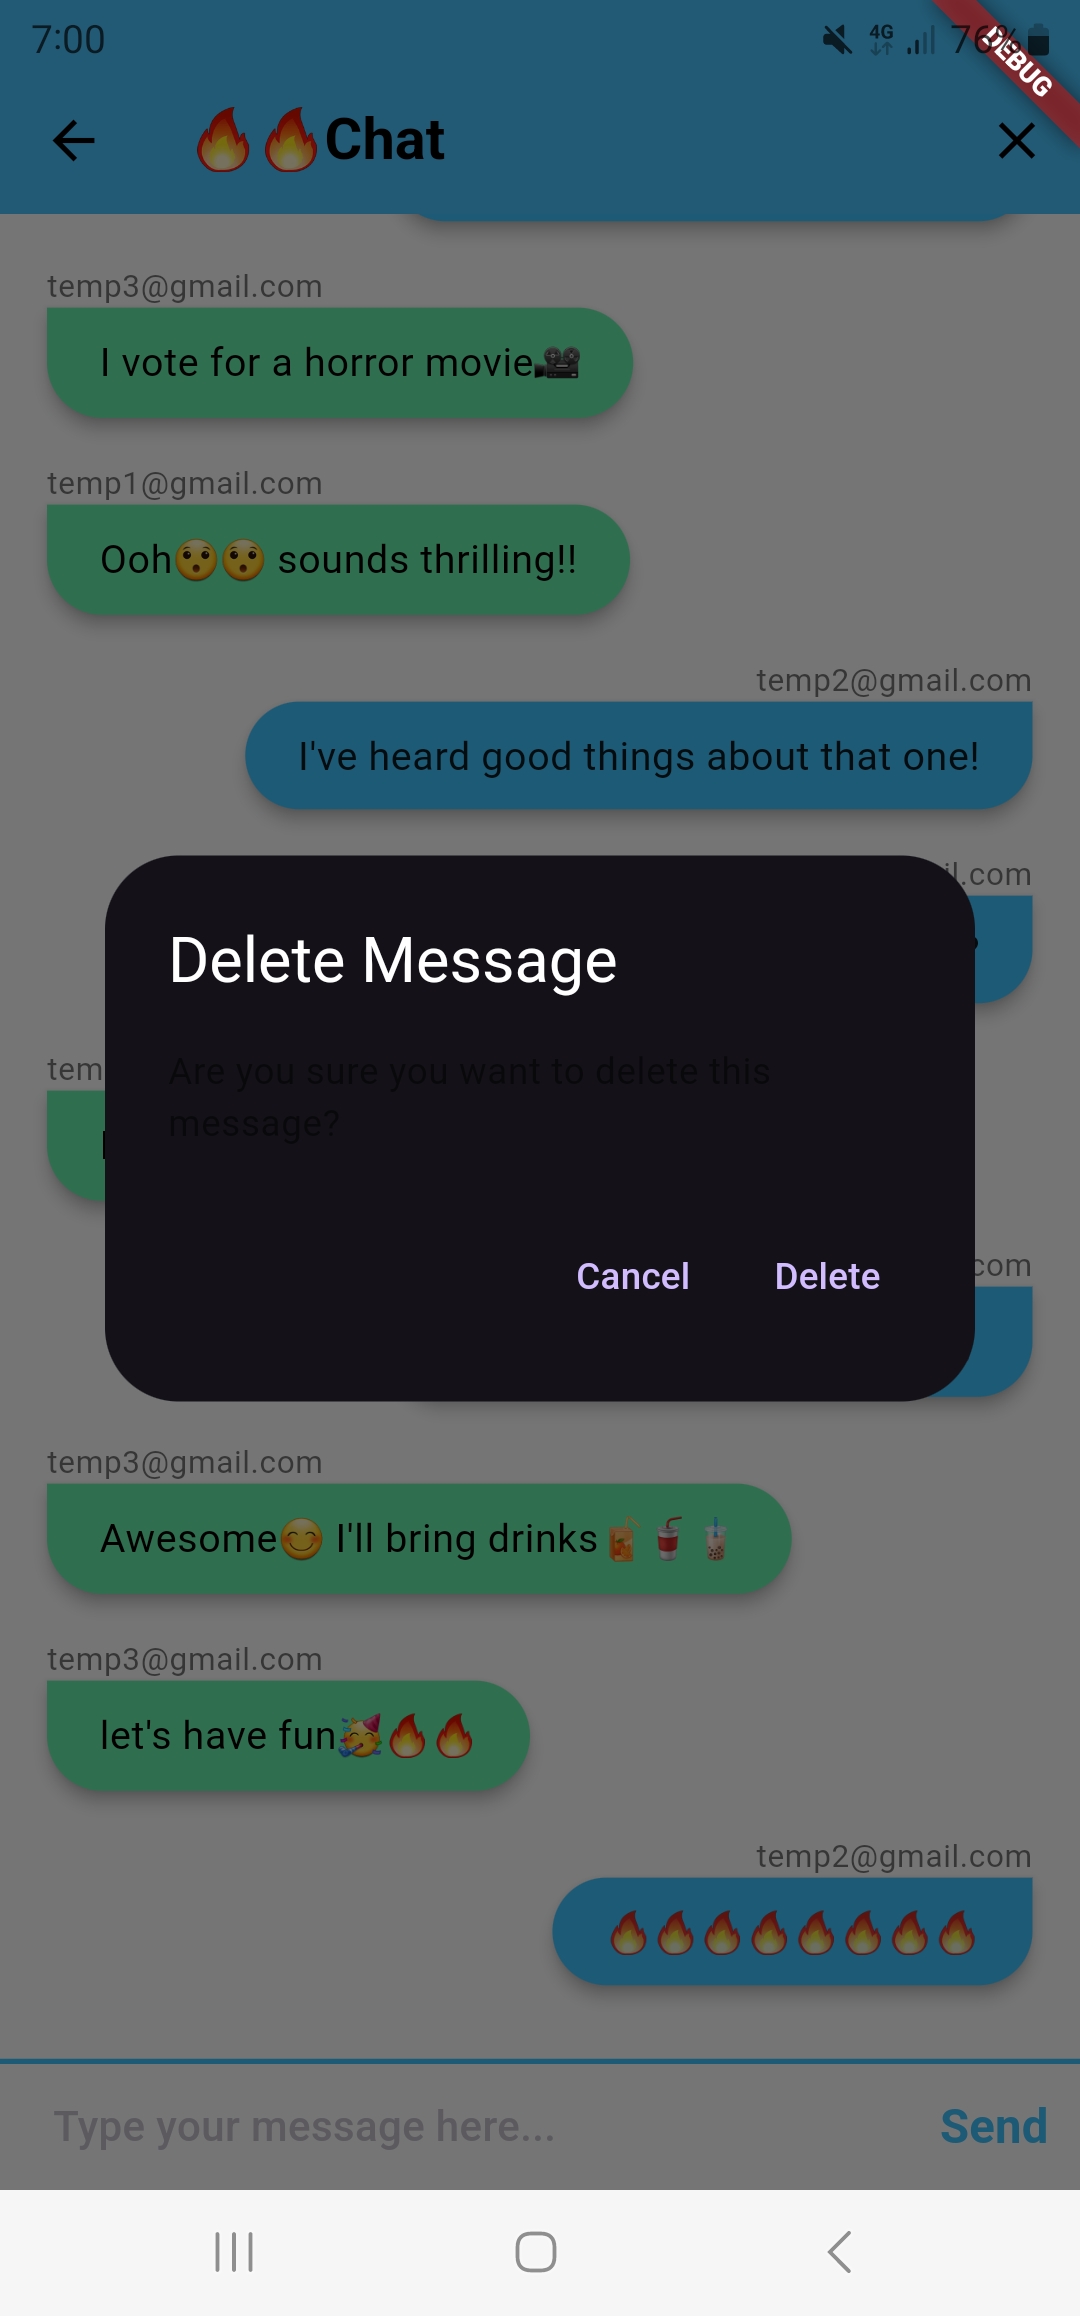 7:00 4G 76%
DEBUG
🔥🔥Chat
temp3@gmail.com
I vote for a horror movie🎥
temp1@gmail.com
Ooh😯😯 sounds thrilling!!
temp2@gmail.com
I've heard good things about that one!
il.com
Delete Message
tem
Are you sure you want to delete this
message?
Cancel Delete
com
temp3@gmail.com
Awesome😊 I'll bring drinks🧃🥤🧋
temp3@gmail.com
let's have fun🥳🔥🔥
temp2@gmail.com
🔥🔥🔥🔥🔥🔥🔥🔥
Type your message here...
Send